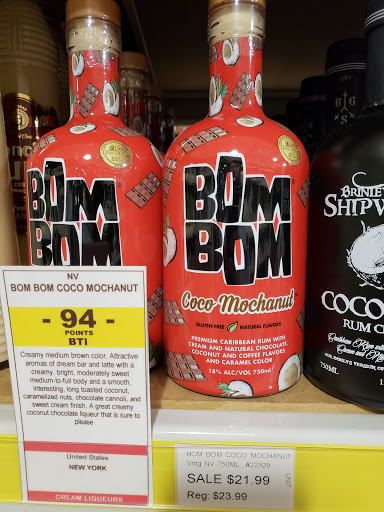 BOM
BOM
BOM
BOM
Coco-Mochanut
GLUTEN-FREE NATURAL FLAVORS
PREMIUM CARIBBEAN RUM WITH
CREAM AND NATURAL CHOCOLATE,
COCONUT AND COFFEE FLAVORS
AND CARAMEL COLOR
18% ALC/VOL 750ml
B
G S
SHIPW
COCO
RUM C
750ML
NV
BOM BOM COCO MOCHANUT
- 94 -
POINTS
BTI
Creamy medium brown color. Attractive
aromas of dream bar and latte with a
creamy, bright, moderately sweet
medium-to-full body and a smooth,
interesting, long toasted coconut,
caramelized nuts, chocolate cannoli, and
sweet cream finish. A great creamy
coconut chocolate liqueur that is sure to
please
United States
NEW YORK
CREAM LIQUEURS
BOM BOM COCO MOCHANUT
Vntg NV 750ML #22329
UNIT
SALE $21.99
Reg: $23.99